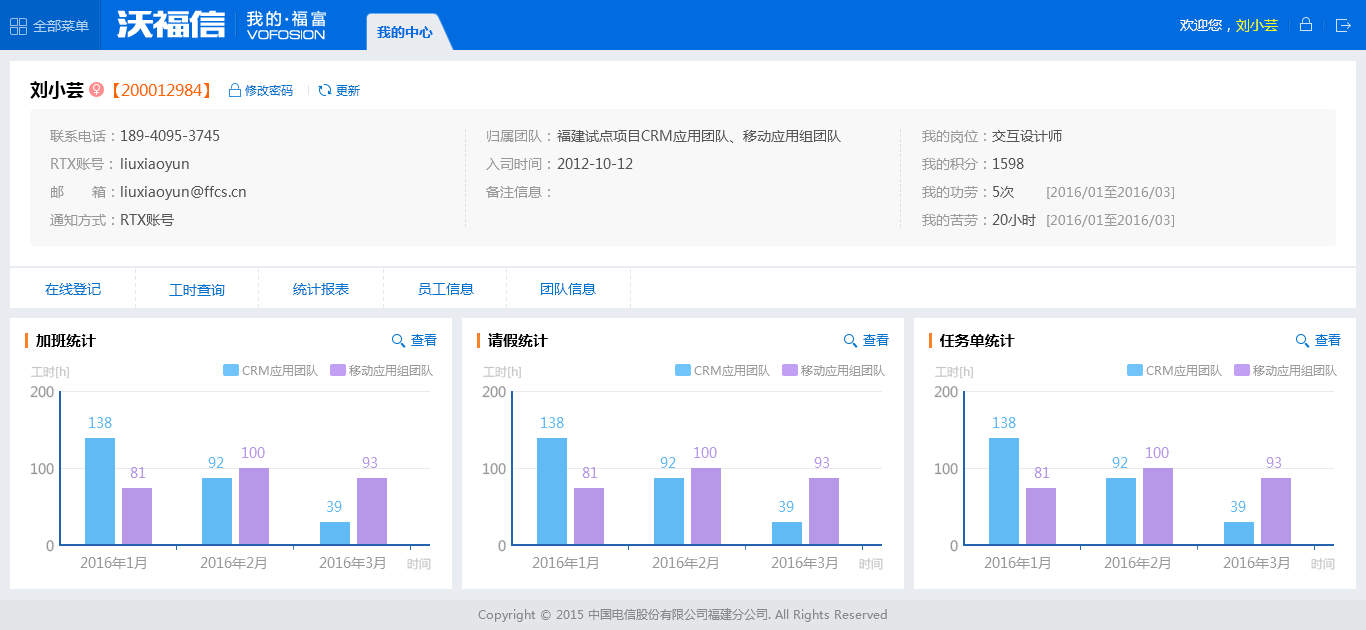 全部菜单 沃福信 我的·福富 VOFOSION 我的中心 欢迎您，刘小芸
刘小芸 【200012984】 修改密码 更新
联系电话：189-4095-3745 归属团队：福建试点项目CRM应用团队、移动应用组团队 我的岗位：交互设计师
RTX账号：liuxiaoyun 入司时间：2012-10-12 我的积分：1598
邮 箱：liuxiaoyun@ffcs.cn 备注信息： 我的功劳：5次 [2016/01至2016/03]
通知方式：RTX账号 我的苦劳：20小时 [2016/01至2016/03]
在线登记 工时查询 统计报表 员工信息 团队信息
加班统计 查看
工时[h] CRM应用团队 移动应用组团队
200
138
100
93
92
81
100
39
0
2016年1月 2016年2月 2016年3月 时间
请假统计 查看
工时[h] CRM应用团队 移动应用组团队
200
138
100
93
92
81
100
39
0
2016年1月 2016年2月 2016年3月 时间
任务单统计 查看
工时[h] CRM应用团队 移动应用组团队
200
138
100
93
92
81
100
39
0
2016年1月 2016年2月 2016年3月 时间
Copyright © 2015 中国电信股份有限公司福建分公司. All Rights Reserved